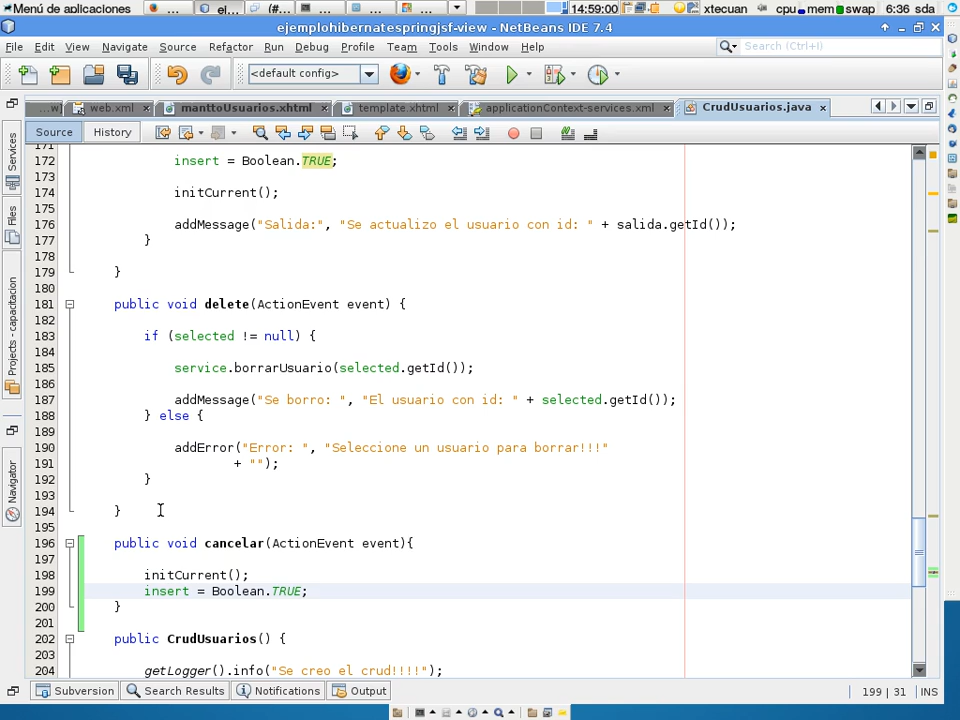 Menú de aplicaciones
...
el...
(#...
...
...
...
14:59:00
xtecuan
cpu
mem
swap
6:36
sda
ejemplohibernatespringjsf-view - NetBeans IDE 7.4
File Edit View Navigate Source Refactor Run Debug Profile Team Tools Window Help
Search (Ctrl+I)
<default config>
...w]
web.xml
manttoUsuarios.xhtml
template.xhtml
applicationContext-services.xml
CrudUsuarios.java
Source
History
Services
Files
Projects - capacitacion
Navigator
171
172 insert = Boolean.TRUE;
173
174 initCurrent();
175
176 addMessage("Salida:", "Se actualizo el usuario con id: " + salida.getId());
177 }
178
179 }
180
181 public void delete(ActionEvent event) {
182
183 if (selected != null) {
184
185 service.borrarUsuario(selected.getId());
186
187 addMessage("Se borro: ", "El usuario con id: " + selected.getId());
188 } else {
189
190 addError("Error: ", "Seleccione un usuario para borrar!!!"
191 + "");
192 }
193
194 }
195
196 public void cancelar(ActionEvent event){
197
198 initCurrent();
199 insert = Boolean.TRUE;
200 }
201
202 public CrudUsuarios() {
203
204 getLogger().info("Se creo el crud!!!!");
Subversion
Search Results
Notifications
Output
199 | 31
INS